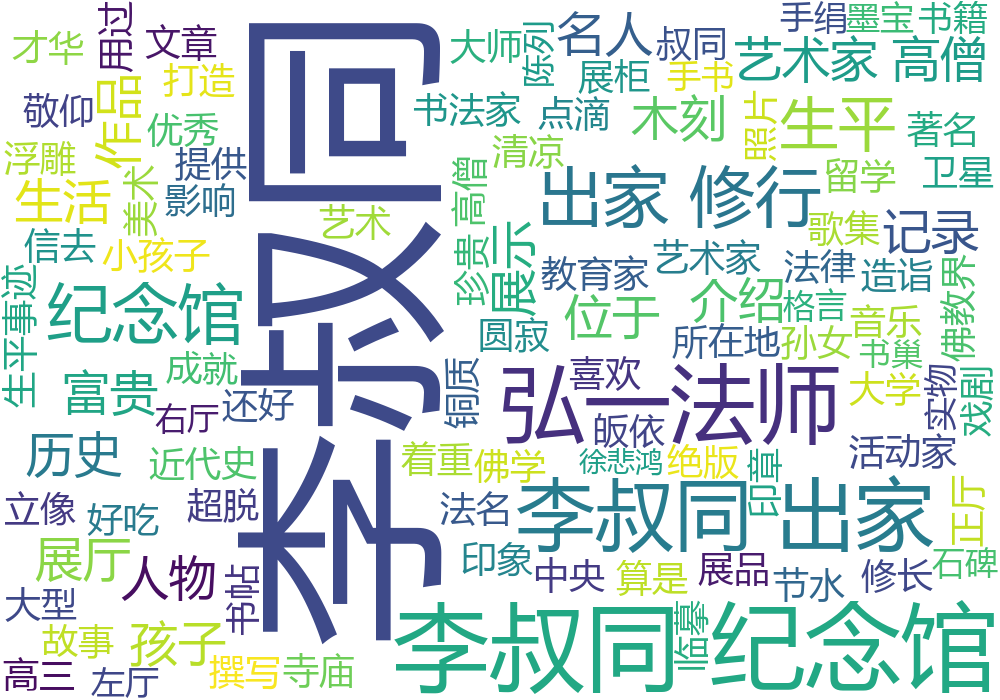 李叔同
李叔同 纪念馆
弘一法师
李叔同 出家
出家 修行
纪念馆
艺术家 高僧
生平
名人
木刻
记录
介绍
位于
展示
作品
生活
富贵
历史
展厅
人物
孩子
才华
用过
文章
打造
敬仰
优秀
浮雕
提供
影响
美术
信去
小孩子
生平事迹
成就
右厅
还好
近代史
立像
好吃
超脱
大型
书帖
故事
高三
左厅
撰写
寺庙
艺术
大师
陈列
叔同
展柜
手书
书法家
点滴
清凉
高僧
珍贵
手绢
墨宝
书籍
照片
著名
留学
卫星
歌集
教育家
艺术家
法律
造诣
佛教界
格言
圆寂
所在地
孙女
音乐
书巢
铜质
喜欢
皈依
大学
实物
戏剧
着重
佛学
徐悲鸿
绝版
印章
活动家
法名
正厅
印象
中央
算是
展品
节水
修长
石碑
临摹